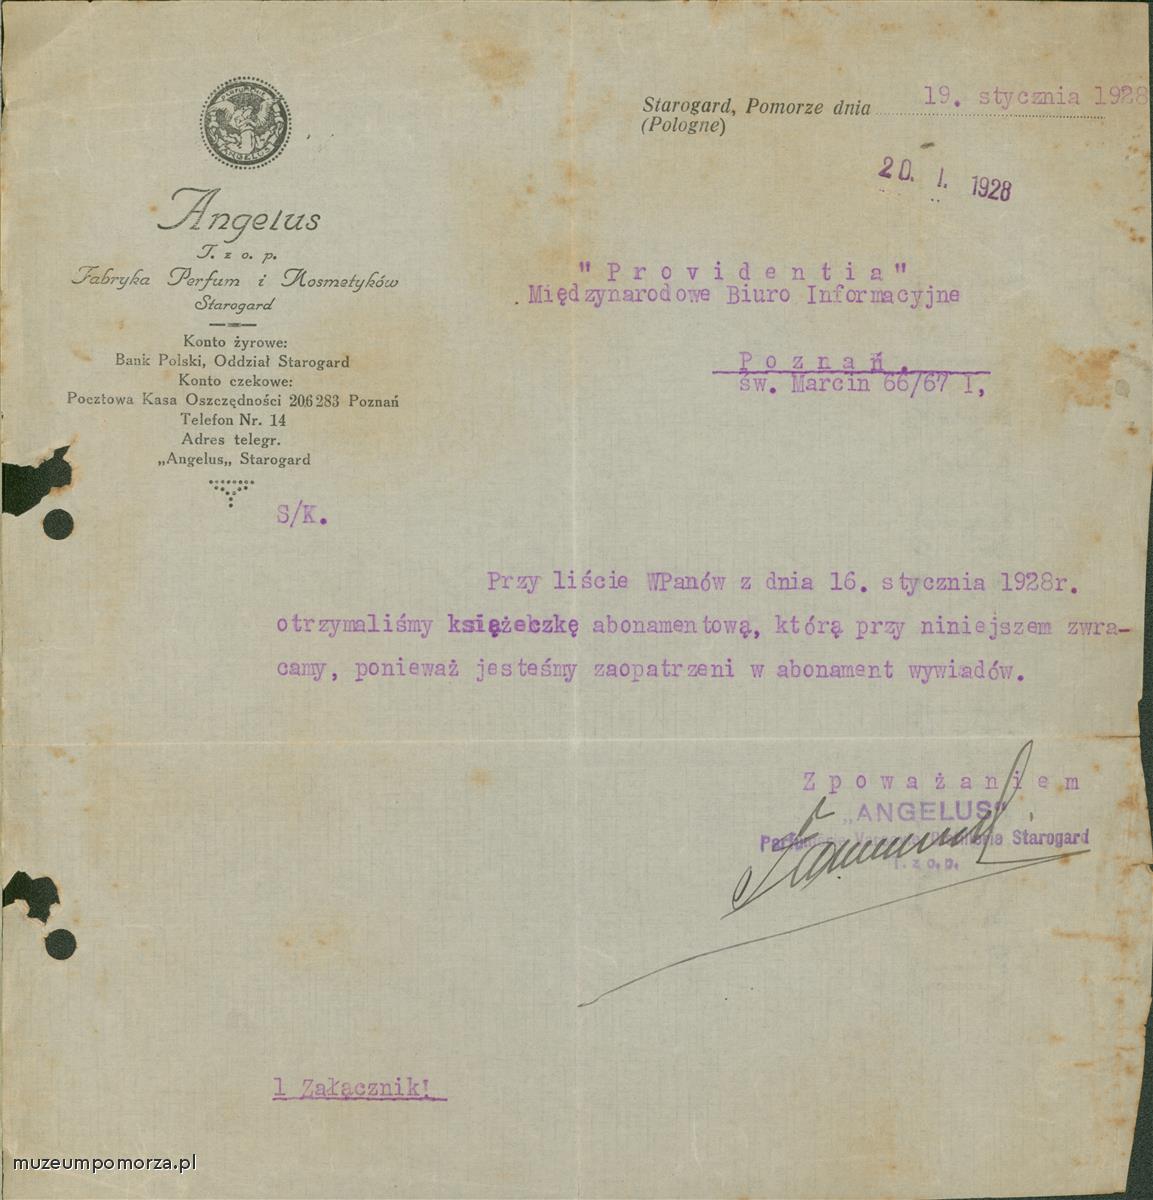 ANGELUS
Starogard, Pomorze dnia 19. stycznia 1928
(Pologne)
20. I. 1928
Angelus
T. z o. p.
Fabryka Perfum i Kosmetyków
Starogard
Konto żyrowe:
Bank Polski, Oddział Starogard
Konto czekowe:
Pocztowa Kasa Oszczędności 206283 Poznań
Telefon Nr. 14
Adres telegr.
„Angelus„ Starogard
"Providentia"
Międzynarodowe Biuro Informacyjne
Poznań.
św. Marcin 66/67 I,
S/K.
Przy liście WPanów z dnia 16. stycznia 1928r.
otrzymaliśmy książeczkę abonamentową, którą przy niniejszem zwra-
camy, ponieważ jesteśmy zaopatrzeni w abonament wywiadów.
Zpoważaniem
„ANGELUS"
Starogard
T. z o. p.
1 Załącznik!
muzeumpomorza.pl